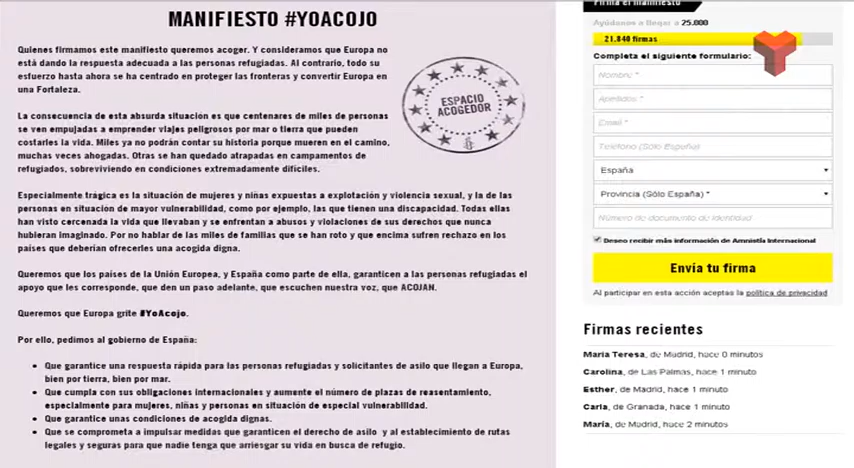 MANIFIESTO #YOACOJO
Quienes firmamos este manifiesto queremos acoger. Y consideramos que Europa no
está dando la respuesta adecuada a las personas refugiadas. Al contrario, todo su
esfuerzo hasta ahora se ha centrado en proteger las fronteras y convertir Europa en
una Fortaleza.
ESPACIO
ACOGEDOR
La consecuencia de esta absurda situación es que centenares de miles de personas
se ven empujadas a emprender viajes peligrosos por mar o tierra que pueden
costarles la vida. Miles ya no podrán contar su historia porque mueren en el camino,
muchas veces ahogadas. Otras se han quedado atrapadas en campamentos de
refugiados, sobreviviendo en condiciones extremadamente difíciles.
Especialmente trágica es la situación de mujeres y niñas expuestas a explotación y violencia sexual, y la de las
personas en situación de mayor vulnerabilidad, como por ejemplo, las que tienen una discapacidad. Todas ellas
han visto cercenada la vida que llevaban y se enfrentan a abusos y violaciones de sus derechos que nunca
hubieran imaginado. Por no hablar de las miles de familias que se han roto y que encima sufren rechazo en los
países que deberían ofrecerles una acogida digna.
Queremos que los países de la Unión Europea, y España como parte de ella, garanticen a las personas refugiadas el
apoyo que les corresponde, que den un paso adelante, que escuchen nuestra voz, que ACOJAN.
Queremos que Europa grite #YoAcojo.
Por ello, pedimos al gobierno de España:
• Que garantice una respuesta rápida para las personas refugiadas y solicitantes de asilo que llegan a Europa,
bien por tierra, bien por mar.
• Que cumpla con sus obligaciones internacionales y aumente el número de plazas de reasentamiento,
especialmente para mujeres, niñas y personas en situación de especial vulnerabilidad.
• Que garantice unas condiciones de acogida dignas.
• Que se comprometa a impulsar medidas que garanticen el derecho de asilo y al establecimiento de rutas
legales y seguras para que nadie tenga que arriesgar su vida en busca de refugio.
Firma el manifiesto
Ayúdanos a llegar a 25.000
21.840 firmas
Completa el siguiente formulario:
Nombre *
Apellidos *
Email *
Teléfono (Sólo España)
España
Provincia (Sólo España) *
Número de documento de identidad
Deseo recibir más información de Amnistía Internacional
Envía tu firma
Al participar en esta acción aceptas la política de privacidad
Firmas recientes
María Teresa, de Madrid, hace 0 minutos
Carolina, de Las Palmas, hace 1 minuto
Esther, de Madrid, hace 1 minuto
Carla, de Granada, hace 1 minuto
María, de Madrid, hace 2 minutos